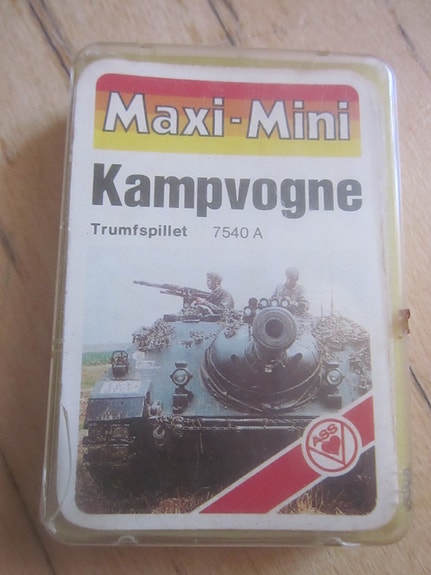 Maxi-Mini
Kampvogne
Trumfspillet 7540 A
ASS